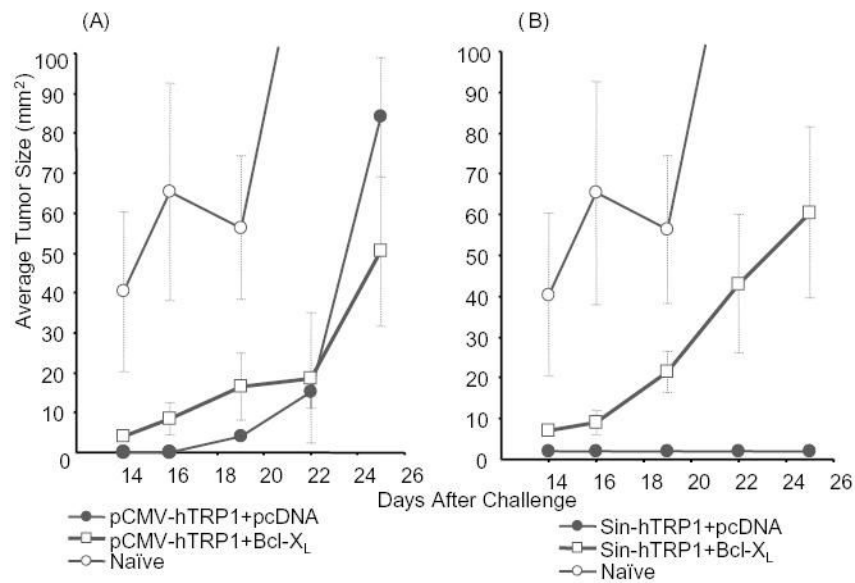 (A)
Average Tumor Size (mm²)
100
90
80
70
60
50
40
30
20
10
0
14 16 18 20 22 24 26
(B)
100
90
80
70
60
50
40
30
20
10
0
14 16 18 20 22 24 26
Days After Challenge
pCMV-hTRP1+pcDNA
pCMV-hTRP1+Bcl-X_L
Naïve
Sin-hTRP1+pcDNA
Sin-hTRP1+Bcl-X_L
Naïve